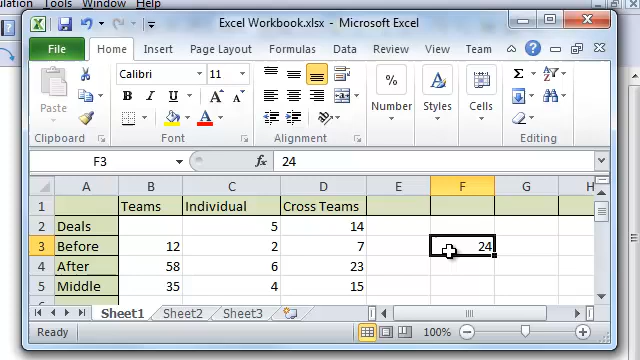 ulation Team
Excel Workbook.xlsx - Microsoft Excel
File Home Insert Page Layout Formulas Data Review View Team
Calibri 11
Paste B I U A A A % Number Styles Cells Σ
Clipboard Font Alignment Editing
F3 fx 24
A B C D E F G H
1 Teams Individual Cross Teams
2 Deals 5 14
3 Before 12 2 7 24
4 After 58 6 23
5 Middle 35 4 15
Sheet1 Sheet2 Sheet3
Ready 100%